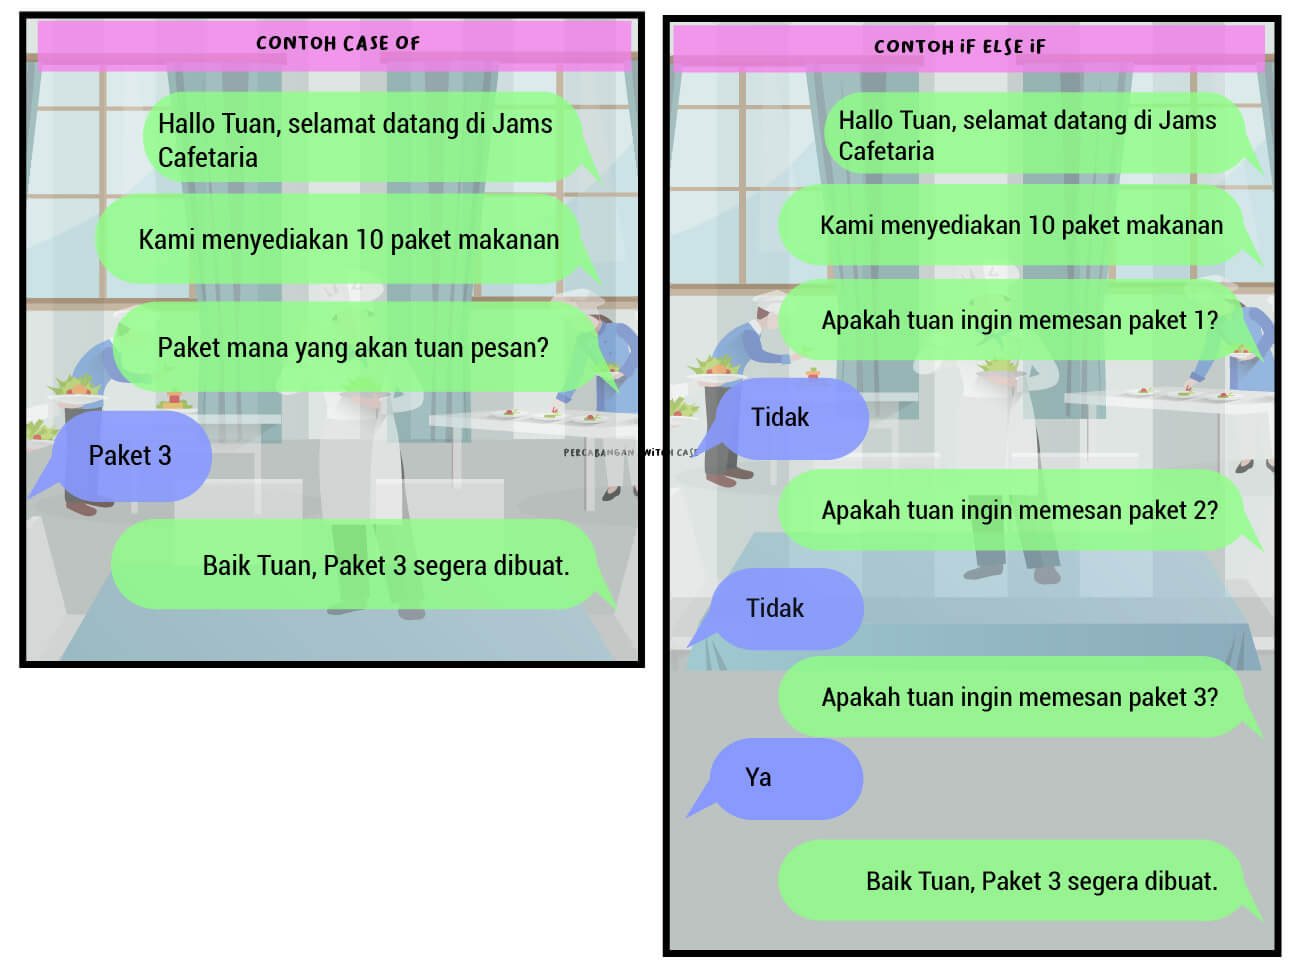 CONTOH CASE OF
Hallo Tuan, selamat datang di Jams
Cafetaria
Kami menyediakan 10 paket makanan
Paket mana yang akan tuan pesan?
Paket 3
Baik Tuan, Paket 3 segera dibuat.
PERCABANGAN SWiTCH CASE
CONTOH iF ELSE iF
Hallo Tuan, selamat datang di Jams
Cafetaria
Kami menyediakan 10 paket makanan
Apakah tuan ingin memesan paket 1?
Tidak
Apakah tuan ingin memesan paket 2?
Tidak
Apakah tuan ingin memesan paket 3?
Ya
Baik Tuan, Paket 3 segera dibuat.